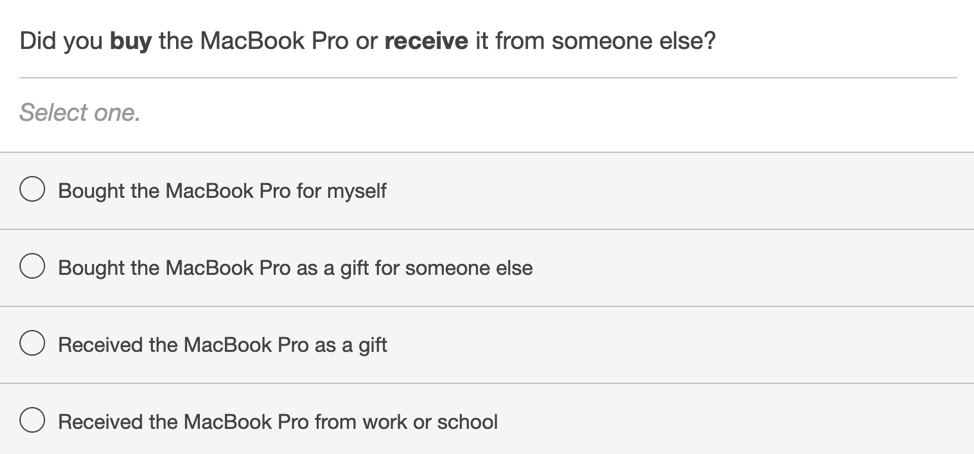 Did you buy the MacBook Pro or receive it from someone else?
Select one.
Bought the MacBook Pro for myself
Bought the MacBook Pro as a gift for someone else
Received the MacBook Pro as a gift
Received the MacBook Pro from work or school